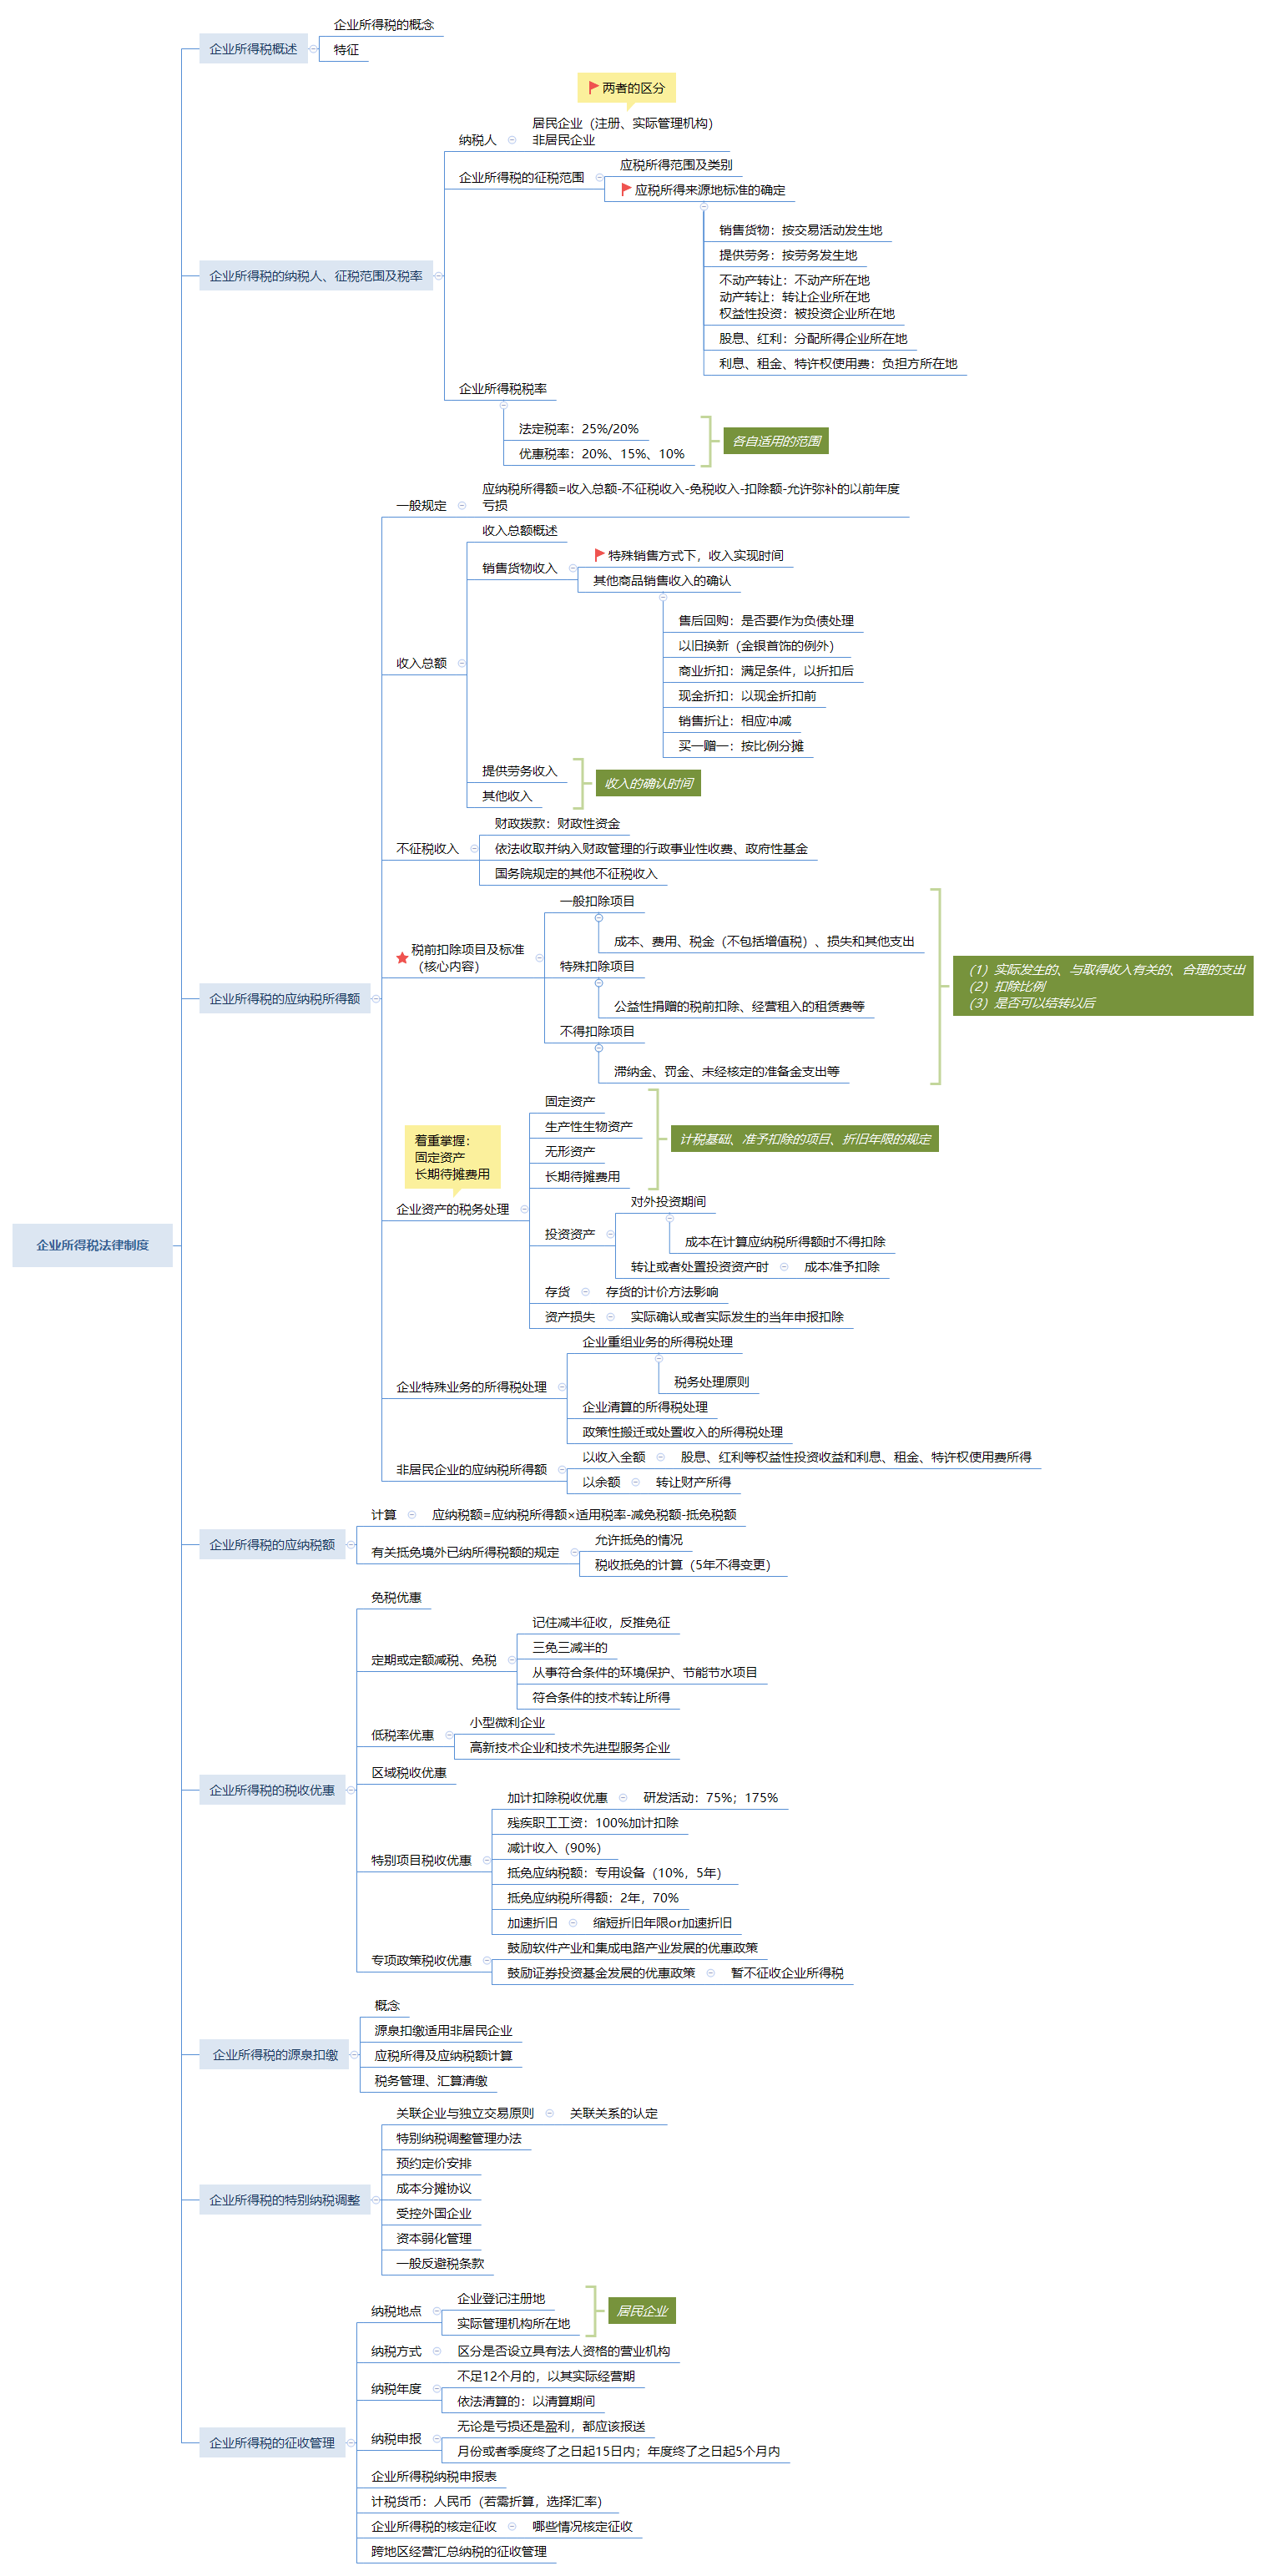 企业所得税法律制度
企业所得税概述
企业所得税的概念
特征
企业所得税的纳税人、征税范围及税率
两者的区分
纳税人
居民企业（注册、实际管理机构）
非居民企业
企业所得税的征税范围
应税所得范围及类别
应税所得来源地标准的确定
销售货物：按交易活动发生地
提供劳务：按劳务发生地
不动产转让：不动产所在地
动产转让：转让企业所在地
权益性投资：被投资企业所在地
股息、红利：分配所得企业所在地
利息、租金、特许权使用费：负担方所在地
企业所得税税率
法定税率：25%/20%
优惠税率：20%、15%、10%
各自适用的范围
企业所得税的应纳税所得额
一般规定
应纳税所得额=收入总额-不征税收入-免税收入-扣除额-允许弥补的以前年度
亏损
收入总额
收入总额概述
销售货物收入
特殊销售方式下，收入实现时间
其他商品销售收入的确认
售后回购：是否要作为负债处理
以旧换新（金银首饰的例外）
商业折扣：满足条件，以折扣后
现金折扣：以现金折扣前
销售折让：相应冲减
买一赠一：按比例分摊
提供劳务收入
其他收入
收入的确认时间
不征税收入
财政拨款：财政性资金
依法收取并纳入财政管理的行政事业性收费、政府性基金
国务院规定的其他不征税收入
税前扣除项目及标准
（核心内容）
一般扣除项目
成本、费用、税金（不包括增值税）、损失和其他支出
特殊扣除项目
公益性捐赠的税前扣除、经营租入的租赁费等
不得扣除项目
滞纳金、罚金、未经核定的准备金支出等
（1）实际发生的、与取得收入有关的、合理的支出
（2）扣除比例
（3）是否可以结转以后
着重掌握：
固定资产
长期待摊费用
企业资产的税务处理
固定资产
生产性生物资产
无形资产
长期待摊费用
计税基础、准予扣除的项目、折旧年限的规定
投资资产
对外投资期间
成本在计算应纳税所得额时不得扣除
转让或者处置投资资产时
成本准予扣除
存货
存货的计价方法影响
资产损失
实际确认或者实际发生的当年申报扣除
企业特殊业务的所得税处理
企业重组业务的所得税处理
税务处理原则
企业清算的所得税处理
政策性搬迁或处置收入的所得税处理
非居民企业的应纳税所得额
以收入全额
股息、红利等权益性投资收益和利息、租金、特许权使用费所得
以余额
转让财产所得
企业所得税的应纳税额
计算
应纳税额=应纳税所得额×适用税率-减免税额-抵免税额
有关抵免境外已纳所得税额的规定
允许抵免的情况
税收抵免的计算（5年不得变更）
企业所得税的税收优惠
免税优惠
定期或定额减税、免税
记住减半征收，反推免征
三免三减半的
从事符合条件的环境保护、节能节水项目
符合条件的技术转让所得
低税率优惠
小型微利企业
高新技术企业和技术先进型服务企业
区域税收优惠
特别项目税收优惠
加计扣除税收优惠
研发活动：75%；175%
残疾职工工资：100%加计扣除
减计收入（90%）
抵免应纳税额：专用设备（10%，5年）
抵免应纳税所得额：2年，70%
加速折旧
缩短折旧年限or加速折旧
专项政策税收优惠
鼓励软件产业和集成电路产业发展的优惠政策
鼓励证券投资基金发展的优惠政策
暂不征收企业所得税
企业所得税的源泉扣缴
概念
源泉扣缴适用非居民企业
应税所得及应纳税额计算
税务管理、汇算清缴
企业所得税的特别纳税调整
关联企业与独立交易原则
关联关系的认定
特别纳税调整管理办法
预约定价安排
成本分摊协议
受控外国企业
资本弱化管理
一般反避税条款
企业所得税的征收管理
纳税地点
企业登记注册地
实际管理机构所在地
居民企业
纳税方式
区分是否设立具有法人资格的营业机构
纳税年度
不足12个月的，以其实际经营期
依法清算的：以清算期间
纳税申报
无论是亏损还是盈利，都应该报送
月份或者季度终了之日起15日内；年度终了之日起5个月内
企业所得税纳税申报表
计税货币：人民币（若需折算，选择汇率）
企业所得税的核定征收
哪些情况核定征收
跨地区经营汇总纳税的征收管理